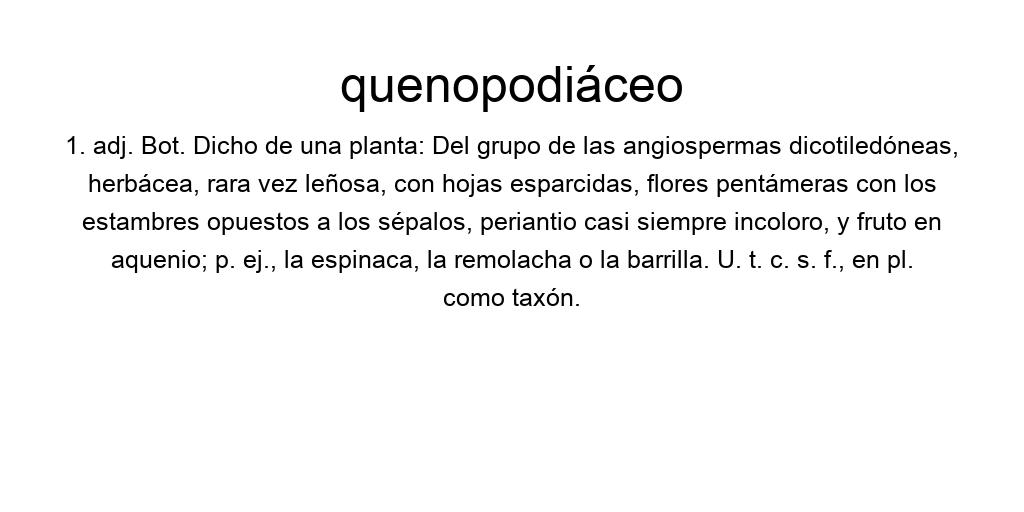 quenopodiáceo
1. adj. Bot. Dicho de una planta: Del grupo de las angiospermas dicotiledóneas,
herbácea, rara vez leñosa, con hojas esparcidas, flores pentámeras con los
estambres opuestos a los sépalos, periantio casi siempre incoloro, y fruto en
aquenio; p. ej., la espinaca, la remolacha o la barrilla. U. t. c. s. f., en pl.
como taxón.